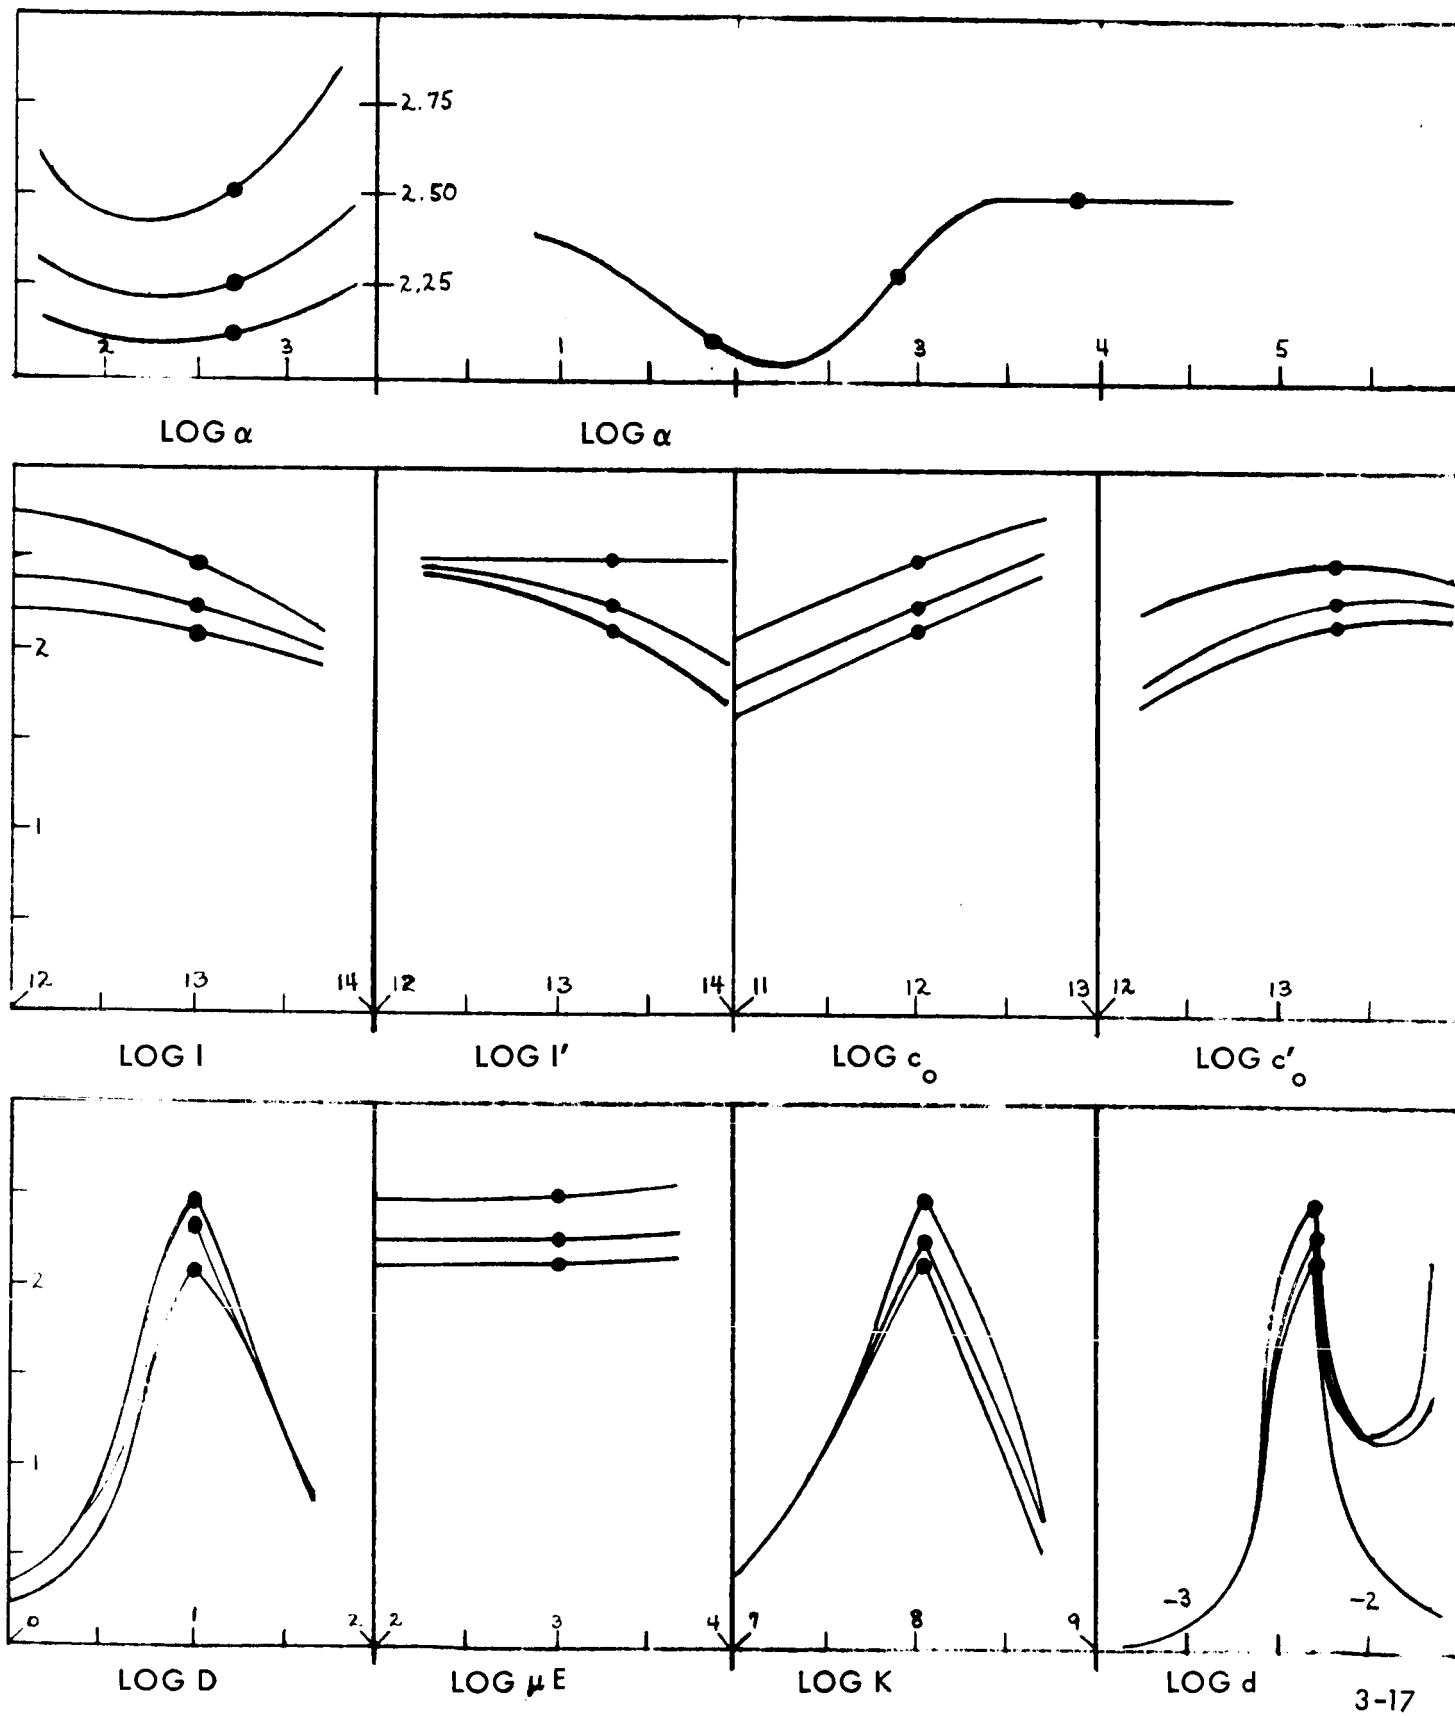 2.75
2.50
2.25
2 3 1 3 4 5
LOG α LOG α
2
1
12 13 14 12 13 14 11 12 13 12 13
LOG I LOG I′ LOG c₀ LOG c′₀
2
1
-3 -2
0 1 2 2 3 4 7 8 9
LOG D LOG μE LOG K LOG d
3-17